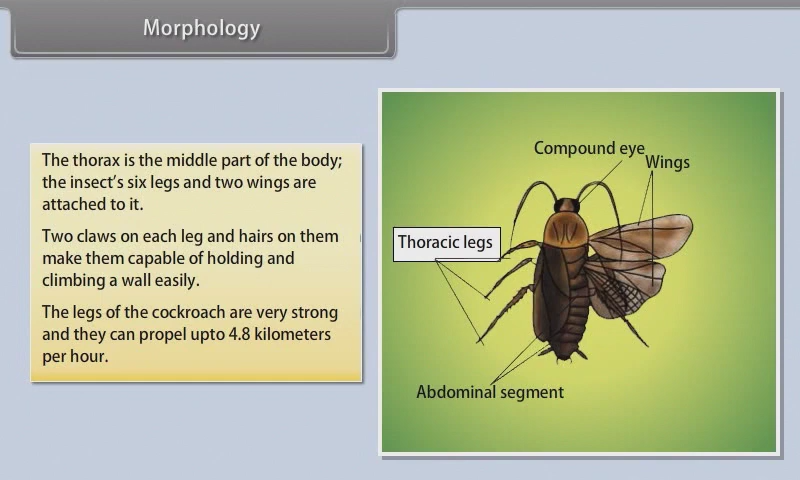 Morphology
The thorax is the middle part of the body;
the insect's six legs and two wings are
attached to it.
Two claws on each leg and hairs on them
make them capable of holding and
climbing a wall easily.
The legs of the cockroach are very strong
and they can propel upto 4.8 kilometers
per hour.
Compound eye
Wings
Thoracic legs
Abdominal segment